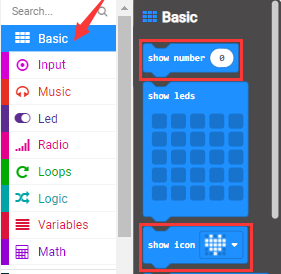 Search...
Basic
Input
Music
Led
Radio
Loops
Logic
Variables
Math
Basic
show number 0
show leds
show icon